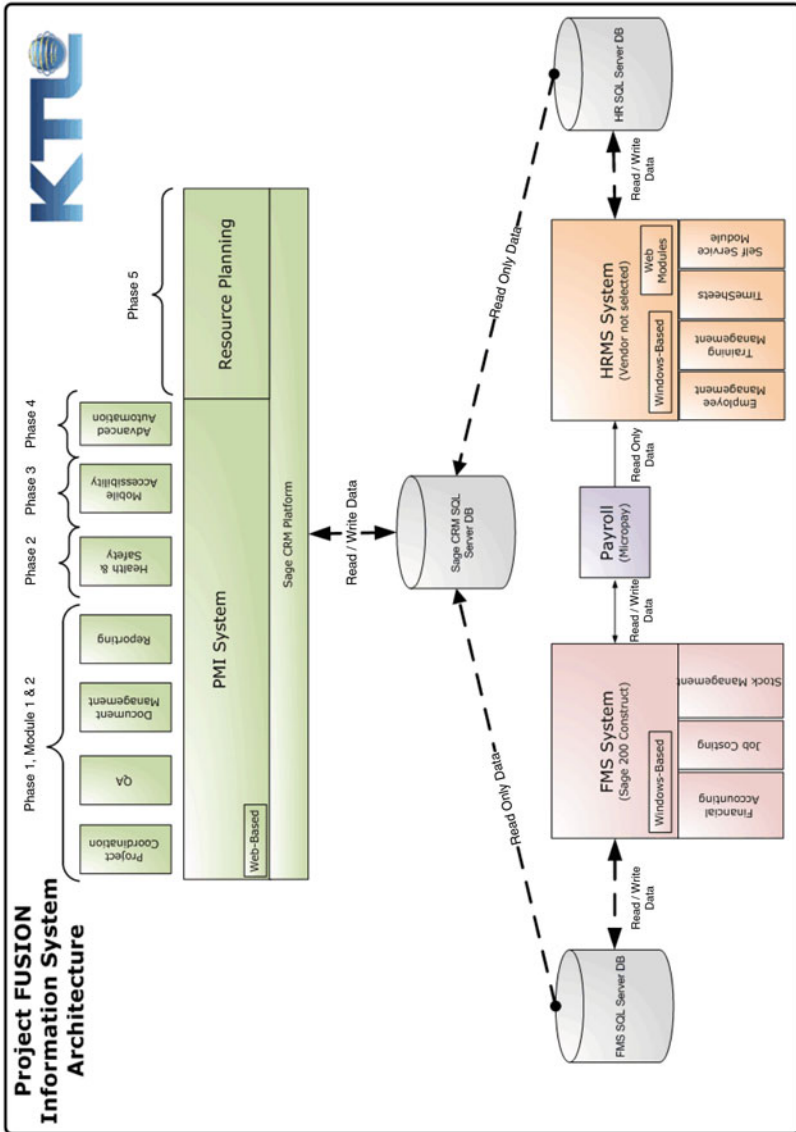 Project FUSION
Information System
Architecture
KTL
Phase 1, Module 1 & 2
Phase 2
Phase 3
Phase 4
Phase 5
Project
Coordination
QA
Document
Management
Reporting
Health &
Safety
Mobile
Accessibility
Advanced
Automation
PMI System
Web-Based
Resource Planning
Sage CRM Platform
Read / Write Data
Sage CRM SQL
Server DB
Read Only Data
Read Only Data
FMS SQL Server DB
Read / Write
Data
FMS System
(Sage 200 Construct)
Windows-Based
Financial
Accounting
Job Costing
Stock Management
Read / Write
Data
Payroll
(Micropay)
Read Only
Data
HRMS System
(Vendor not selected)
Windows-Based
Web
Modules
Employee
Management
Training
Management
TimeSheets
Self Service
Module
Read / Write
Data
HR SQL Server DB